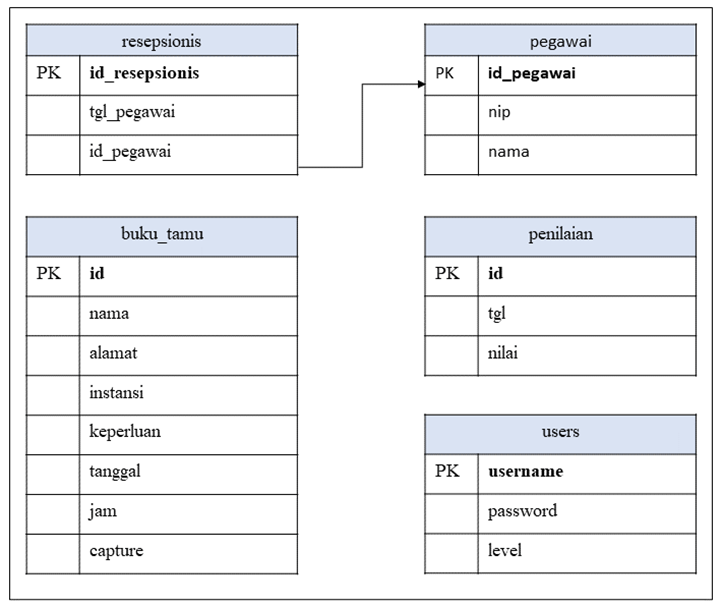 resepsionis
PK id_resepsionis
tgl_pegawai
id_pegawai
pegawai
PK id_pegawai
nip
nama
buku_tamu
PK id
nama
alamat
instansi
keperluan
tanggal
jam
capture
penilaian
PK id
tgl
nilai
users
PK username
password
level